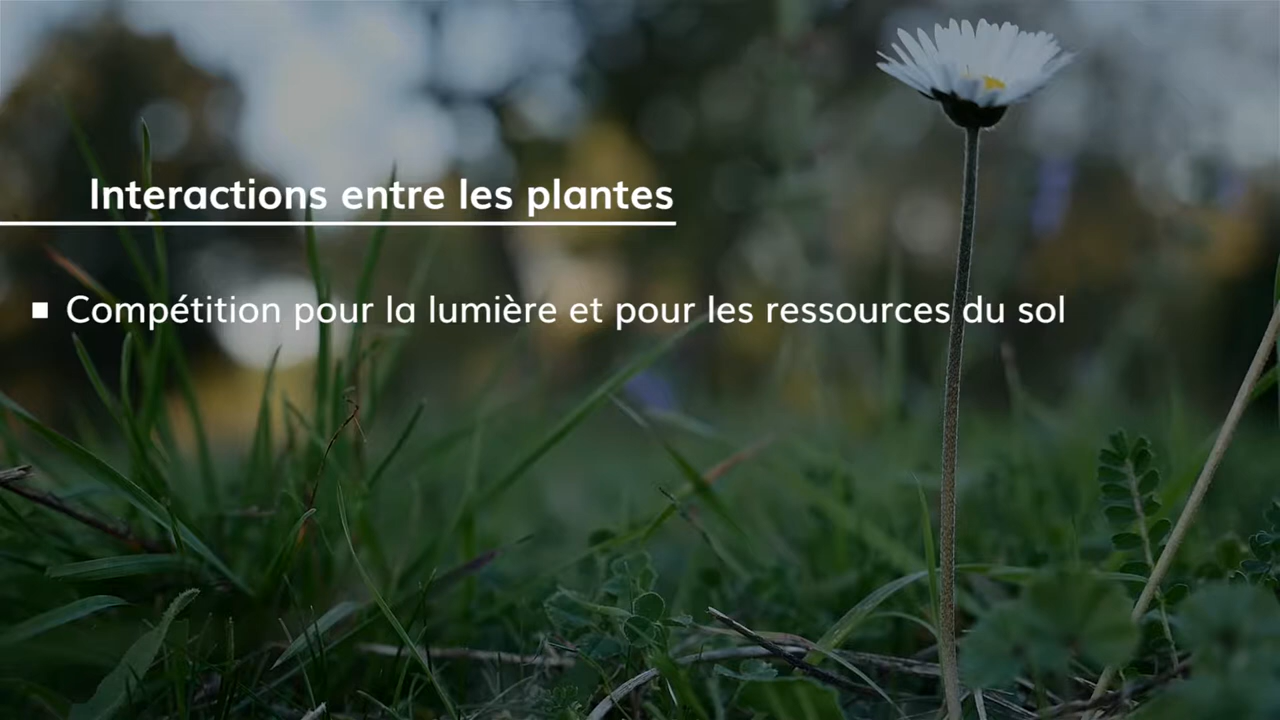 Interactions entre les plantes
▪ Compétition pour la lumière et pour les ressources du sol